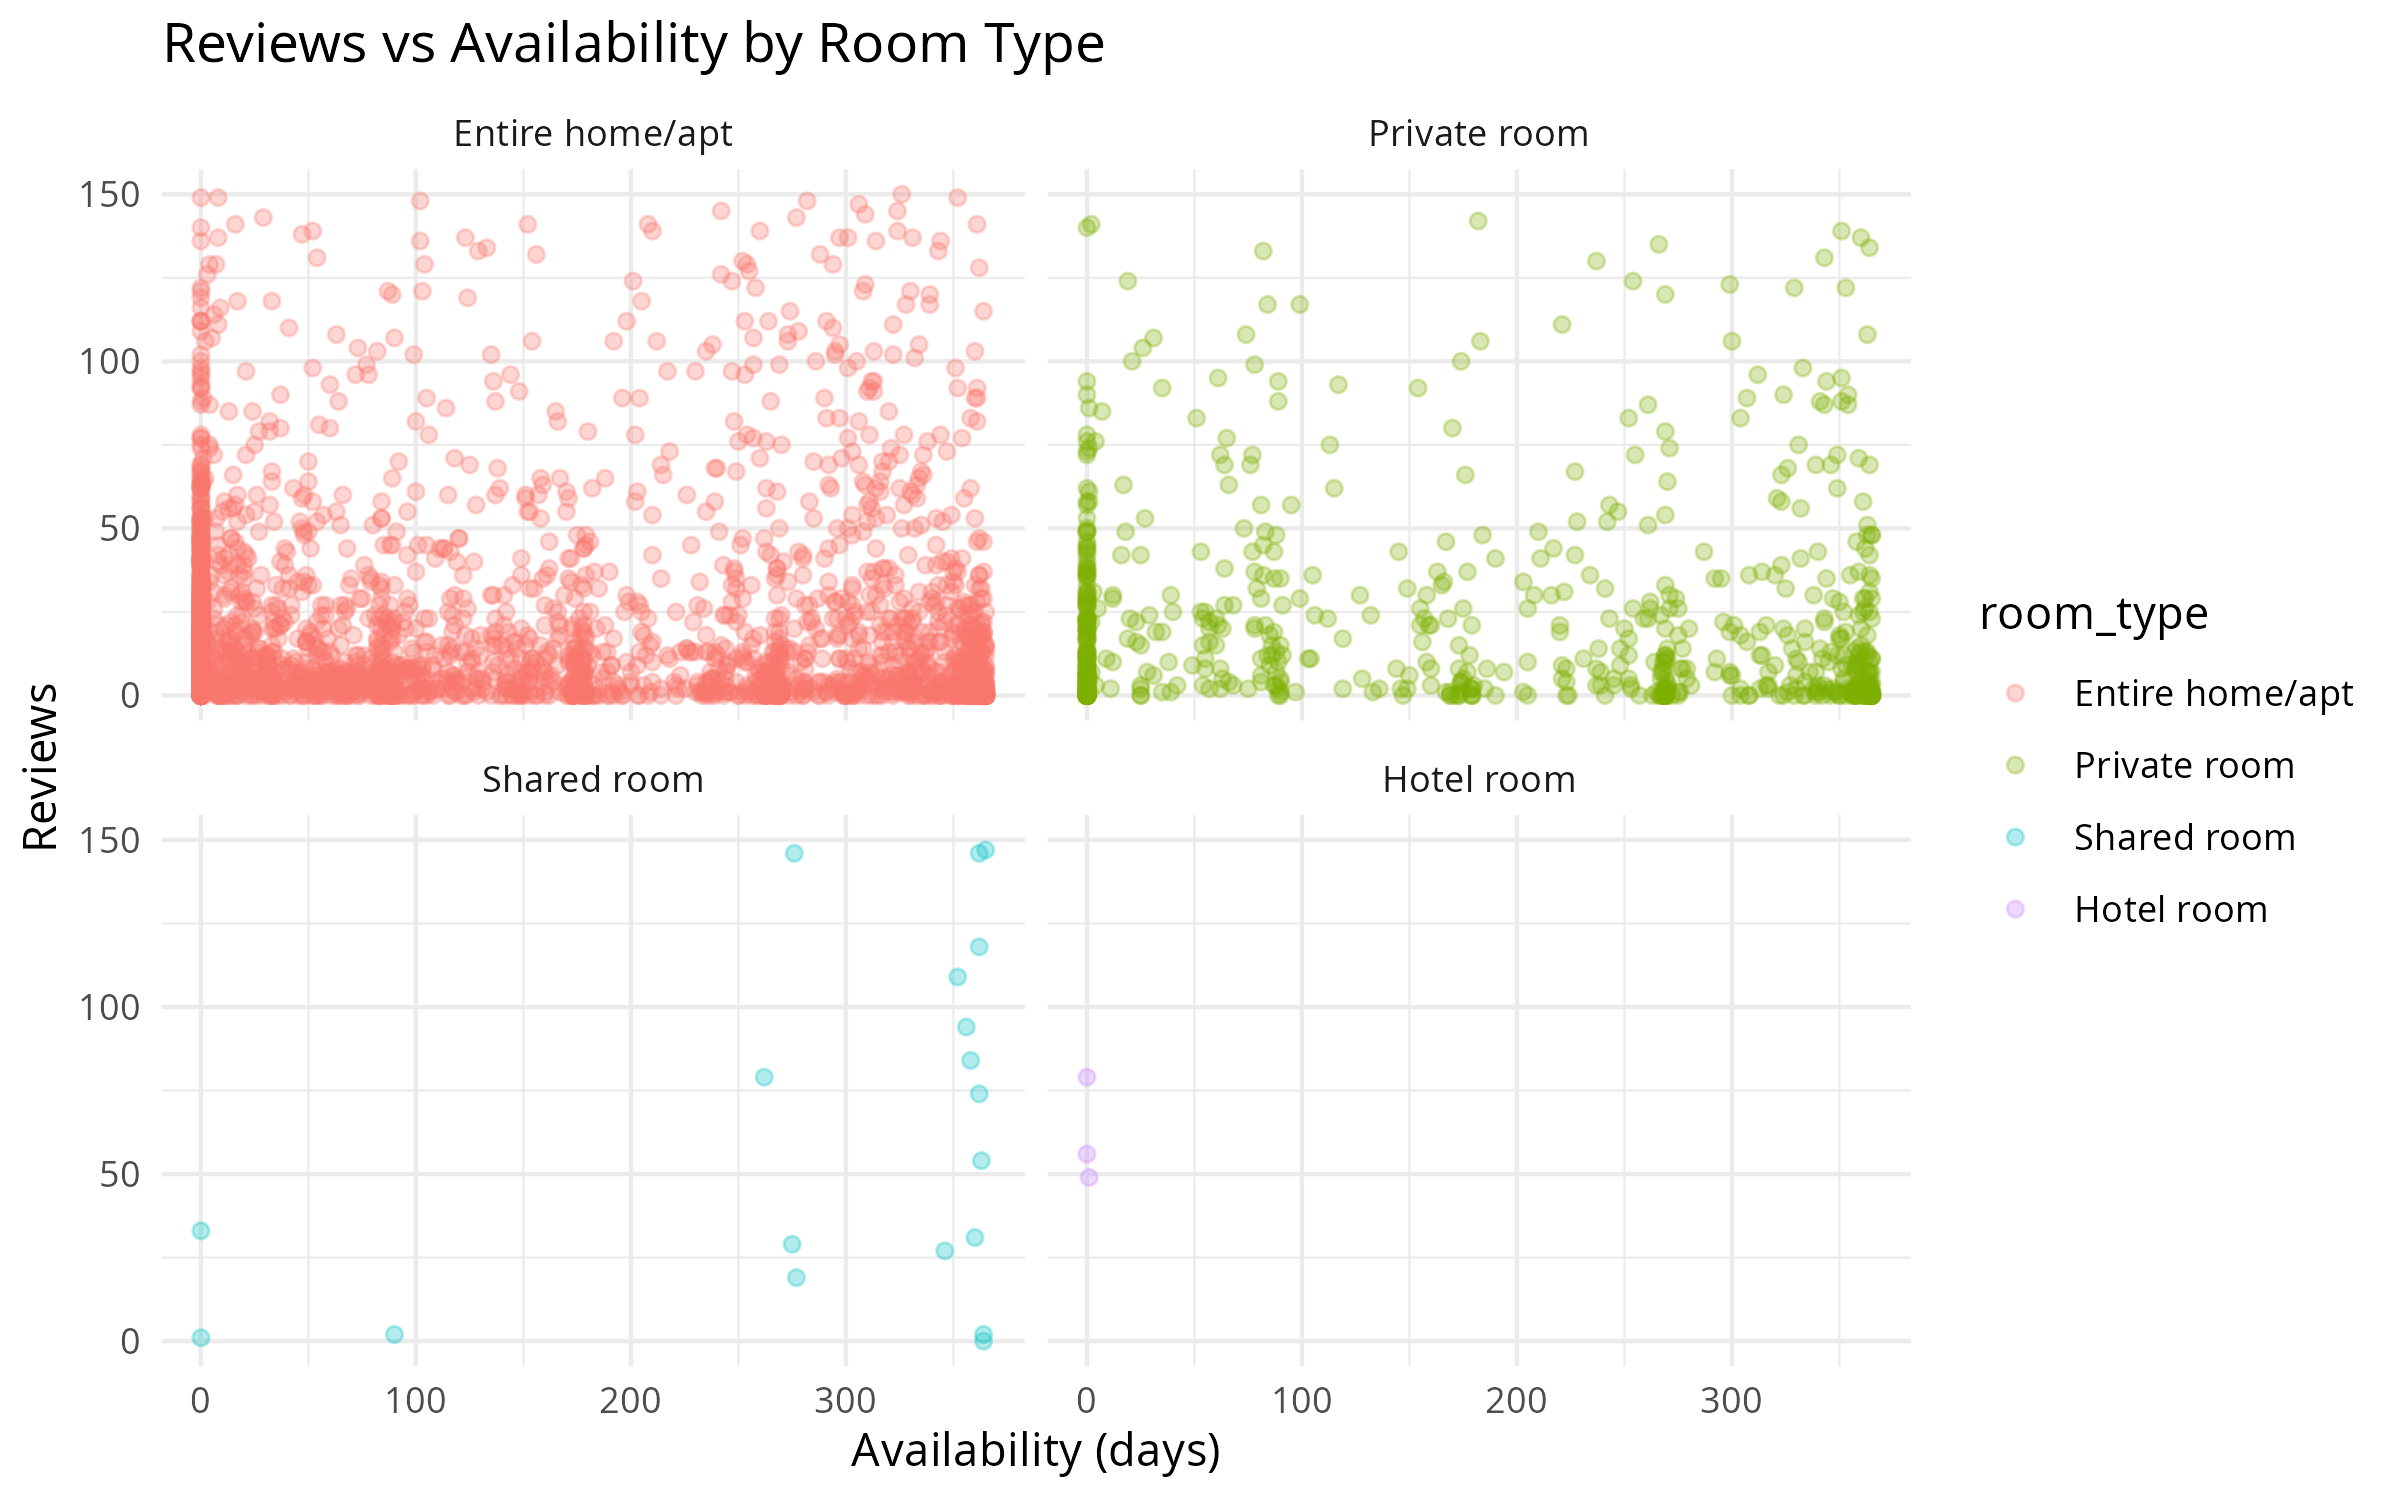 Reviews vs Availability by Room Type
Entire home/apt
Private room
150
100
50
0
Shared room
Hotel room
150
100
50
0
0 100 200 300
0 100 200 300
Availability (days)
Reviews
room_type
Entire home/apt
Private room
Shared room
Hotel room